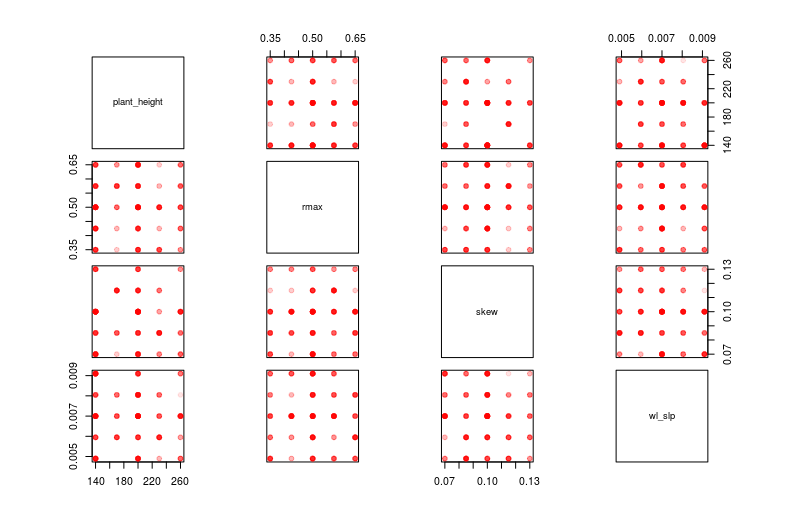 0.35 0.50 0.65
0.005 0.007 0.009
plant_height
140 180 220 260
0.35 0.50 0.65
rmax
skew
0.07 0.10 0.13
0.005 0.007 0.009
wl_slp
140 180 220 260
0.07 0.10 0.13